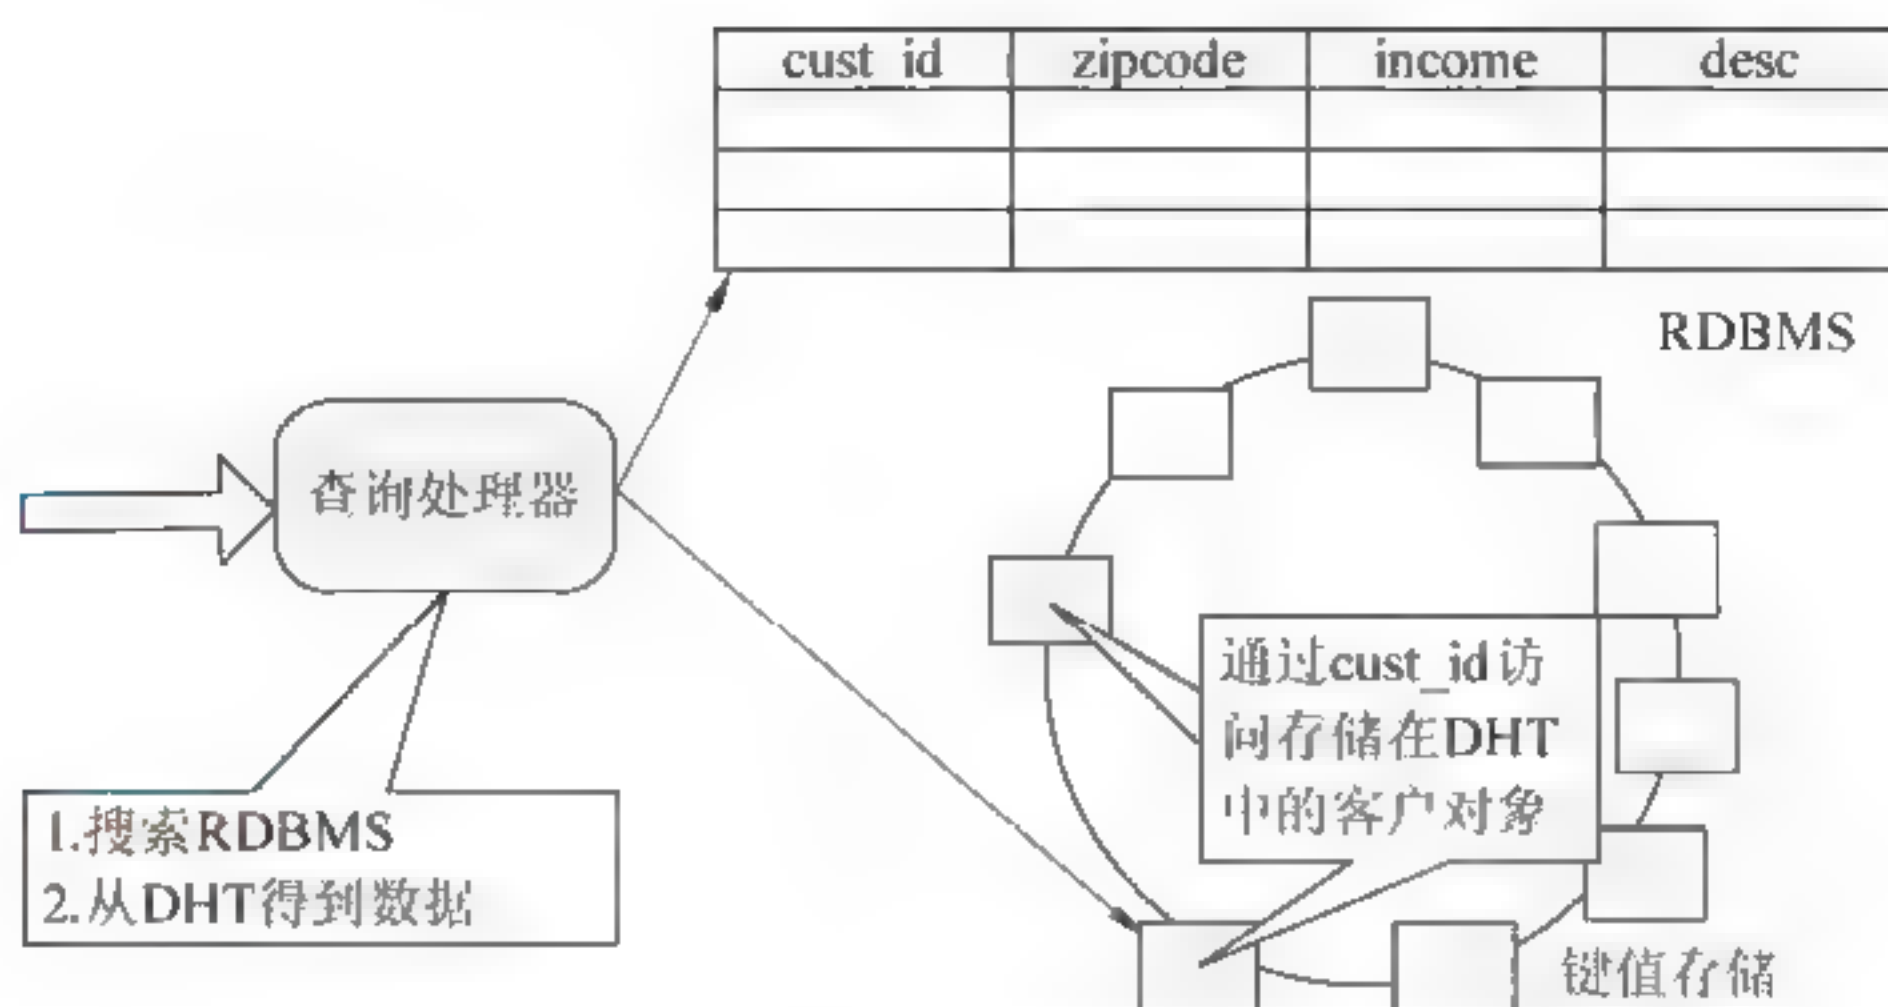 cust_id zipcode income desc
RDBMS
查询处理器
通过cust_id访
问存储在DHT
中的客户对象
1.搜索RDBMS
2.从DHT得到数据
键值存储